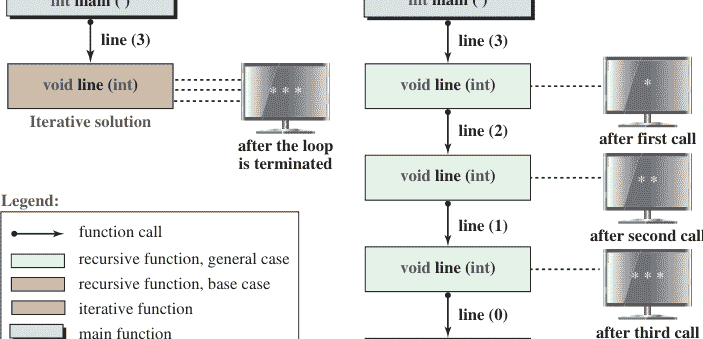 int main ( )
line (3)
void line (int)
* * *
Iterative solution
after the loop
is terminated
Legend:
function call
recursive function, general case
recursive function, base case
iterative function
main function
int main ( )
line (3)
void line (int)
*
after first call
line (2)
void line (int)
* *
after second call
line (1)
void line (int)
* * *
after third call
line (0)